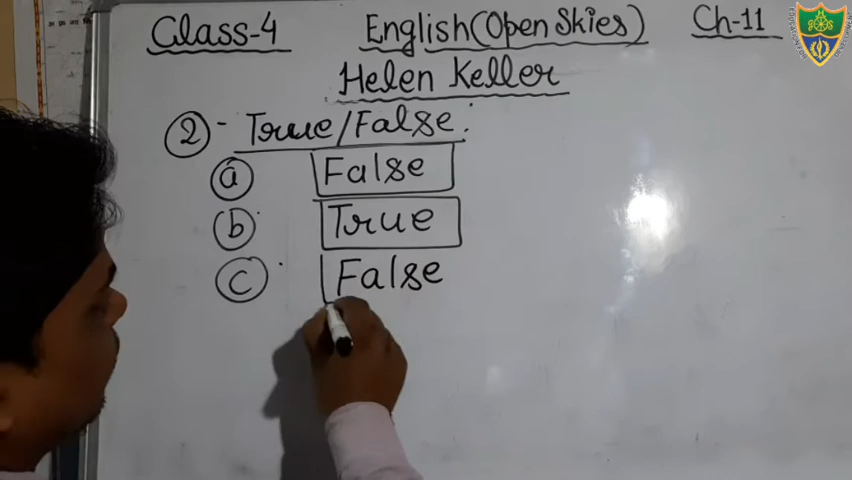 Class-4 English(Open Skies) Ch-11
Helen Keller
2 - True/False:
a False
b True
c False